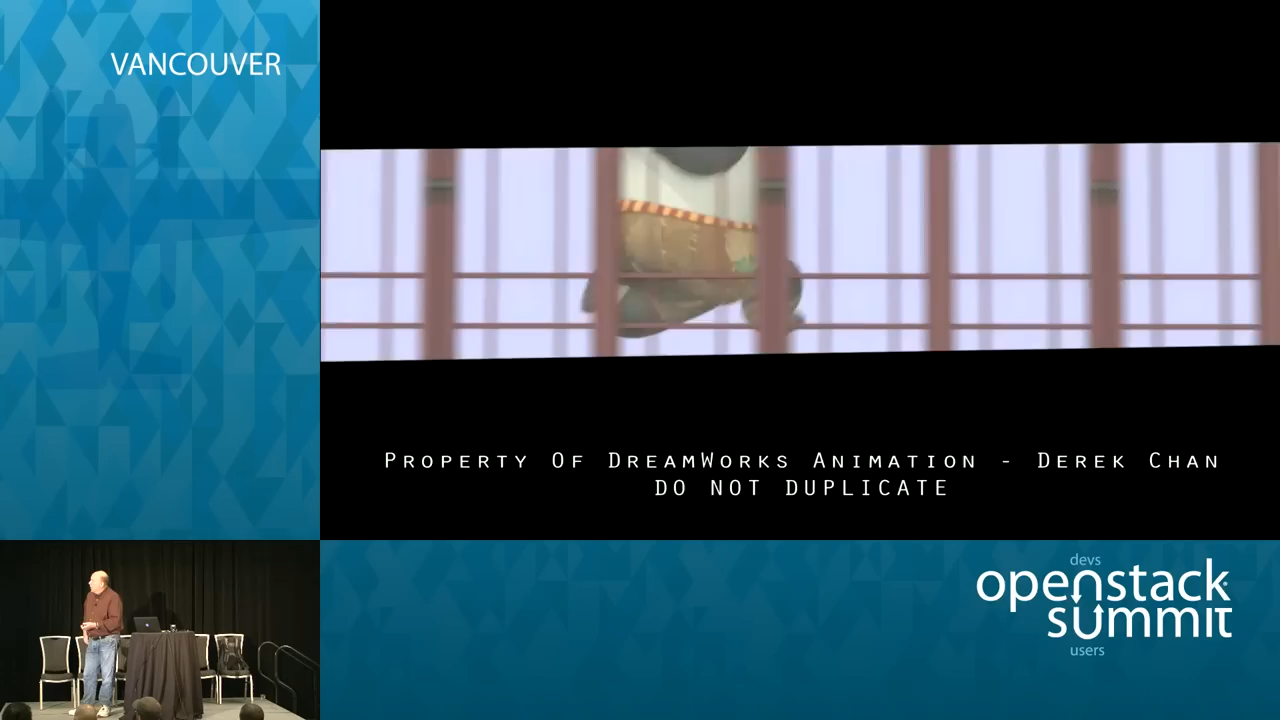 VANCOUVER
PROPERTY OF DREAMWORKS ANIMATION - DEREK CHAN
DO NOT DUPLICATE
devs
openstack
summit
users